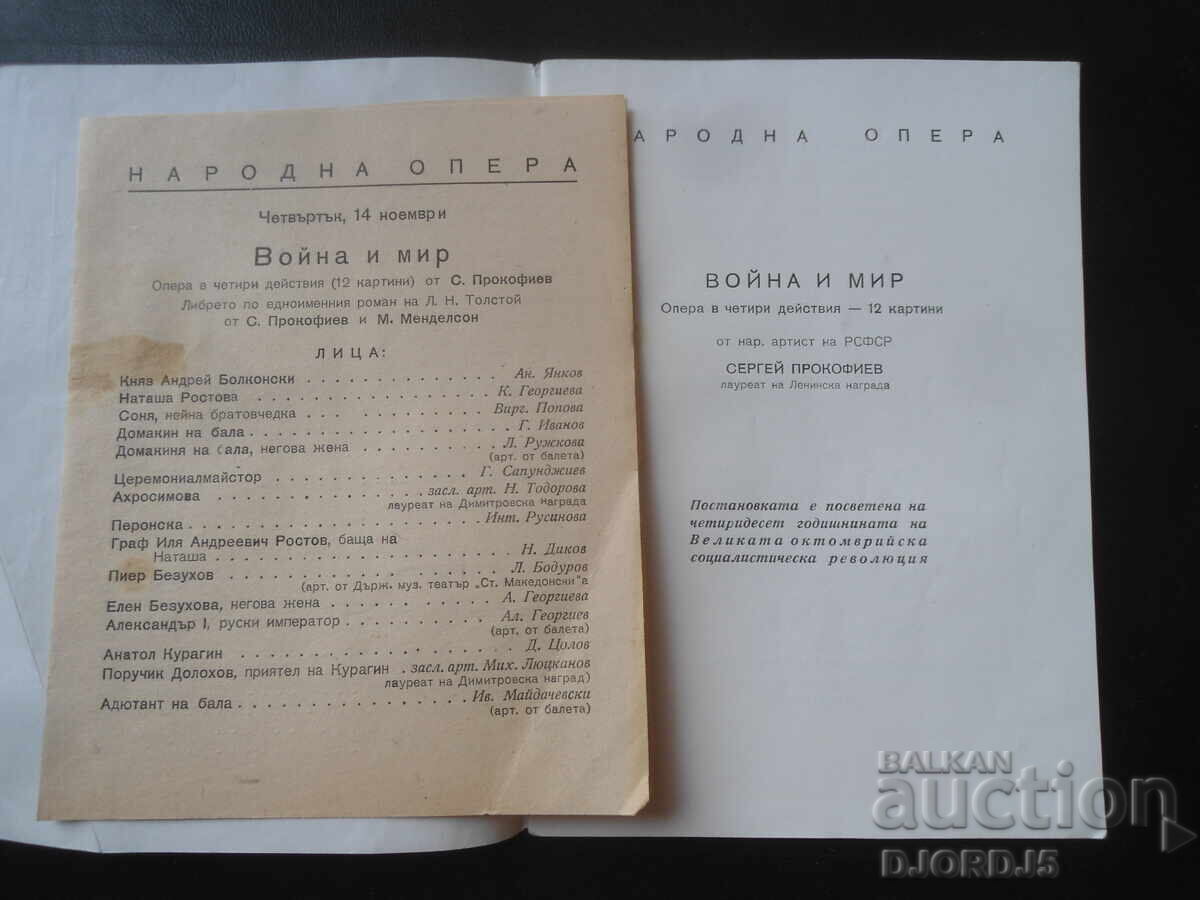 НАРОДНА ОПЕРА
Четвъртък, 14 ноември
Война и мир
Опера в четири действия (12 картини) от С. Прокофиев
Либрето по едноименния роман на Л. Н. Толстой
от С. Прокофиев и М. Менделсон
ЛИЦА:
Княз Андрей Болконски . . . . . . . . . . . . . Ан. Янков
Наташа Ростова . . . . . . . . . . . . . . . К. Георгиева
Соня, нейна братовчедка . . . . . . . . . . . Вирг. Попова
Домакин на бала . . . . . . . . . . . . . . . . Г. Иванов
Домакиня на бала, негова жена . . . . . . . . . Л. Ружкова
(арт. от балета)
Церемониалмайстор . . . . . . . . . . . . Г. Сапунджиев
Ахросимова . . . . . . . . . . . . засл. арт. Н. Тодорова
лауреат на Димитровска награда
Перонска . . . . . . . . . . . . . . . . . Инт. Русинова
Граф Иля Андреевич Ростов, баща на
Наташа . . . . . . . . . . . . . . . . . . Н. Диков
Пиер Безухов . . . . . . . . . . . . . . . . Л. Бодуров
(арт. от Държ. муз. театър „Ст. Македонски"а
Елен Безухова, негова жена . . . . . . . . . А. Георгиева
Александър I, руски император . . . . . . . . Ал. Георгиев
(арт. от балета)
Анатол Курагин . . . . . . . . . . . . . . . . Д. Цолов
Поручик Долохов, приятел на Курагин . засл. арт. Мих. Люцканов
лауреат на Димитровска наград)
Адютант на бала . . . . . . . . . . . . . Ив. Майдачевски
(арт. от балета)
АРОДНА ОПЕРА
ВОЙНА И МИР
Опера в четири действия — 12 картини
от нар. артист на РСФСР
СЕРГЕЙ ПРОКОФИЕВ
лауреат на Ленинска награда
Постановката е посветена на
четиридесет годишнината на
Великата октомврийска
социалистическа революция
BALKAN
auction
DJORDJ5